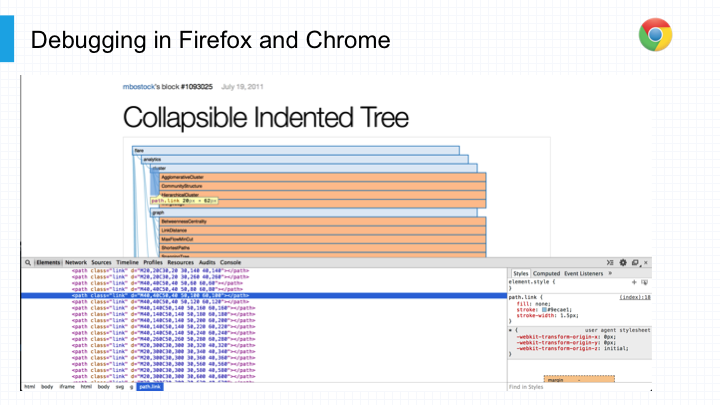 Debugging in Firefox and Chrome
mbostock's block #1093025 July 19, 2011
Collapsible Indented Tree
flare
analytics
cluster
AgglomerativeCluster
CommunityStructure
HierarchicalCluster
path.link 20px × 62px
graph
BetweennessCentrality
LinkDistance
MaxFlowMinCut
ShortestPaths
Elements Network Sources Timeline Profiles Resources Audits Console
<path class="link" d="M20,20C30,20 30,140 40,140"></path>
<path class="link" d="M20,20C30,20 30,260 40,260"></path>
<path class="link" d="M40,40C50,40 50,60 60,60"></path>
<path class="link" d="M40,40C50,40 50,80 60,80"></path>
<path class="link" d="M40,40C50,40 50,100 60,100"></path>
<path class="link" d="M40,40C50,40 50,120 60,120"></path>
<path class="link" d="M40,140C50,140 50,160 60,160"></path>
<path class="link" d="M40,140C50,140 50,180 60,180"></path>
<path class="link" d="M40,140C50,140 50,200 60,200"></path>
<path class="link" d="M40,140C50,140 50,220 60,220"></path>
<path class="link" d="M40,140C50,140 50,240 60,240"></path>
<path class="link" d="M40,260C50,260 50,280 60,280"></path>
<path class="link" d="M20,300C30,300 30,320 40,320"></path>
<path class="link" d="M20,300C30,300 30,340 40,340"></path>
<path class="link" d="M20,300C30,300 30,360 40,360"></path>
<path class="link" d="M20,300C30,300 30,580 40,580"></path>
<path class="link" d="M20,300C30,300 30,600 40,600"></path>
html body iframe html body svg g path.link
Styles Computed Event Listeners »
element.style {
}
path.link { (index):18
fill: none;
stroke: #9ecae1;
stroke-width: 1.5px;
}
* { user agent stylesheet
-webkit-transform-origin-x: 0px;
-webkit-transform-origin-y: 0px;
-webkit-transform-origin-z: initial;
}
margin -
Find in Styles